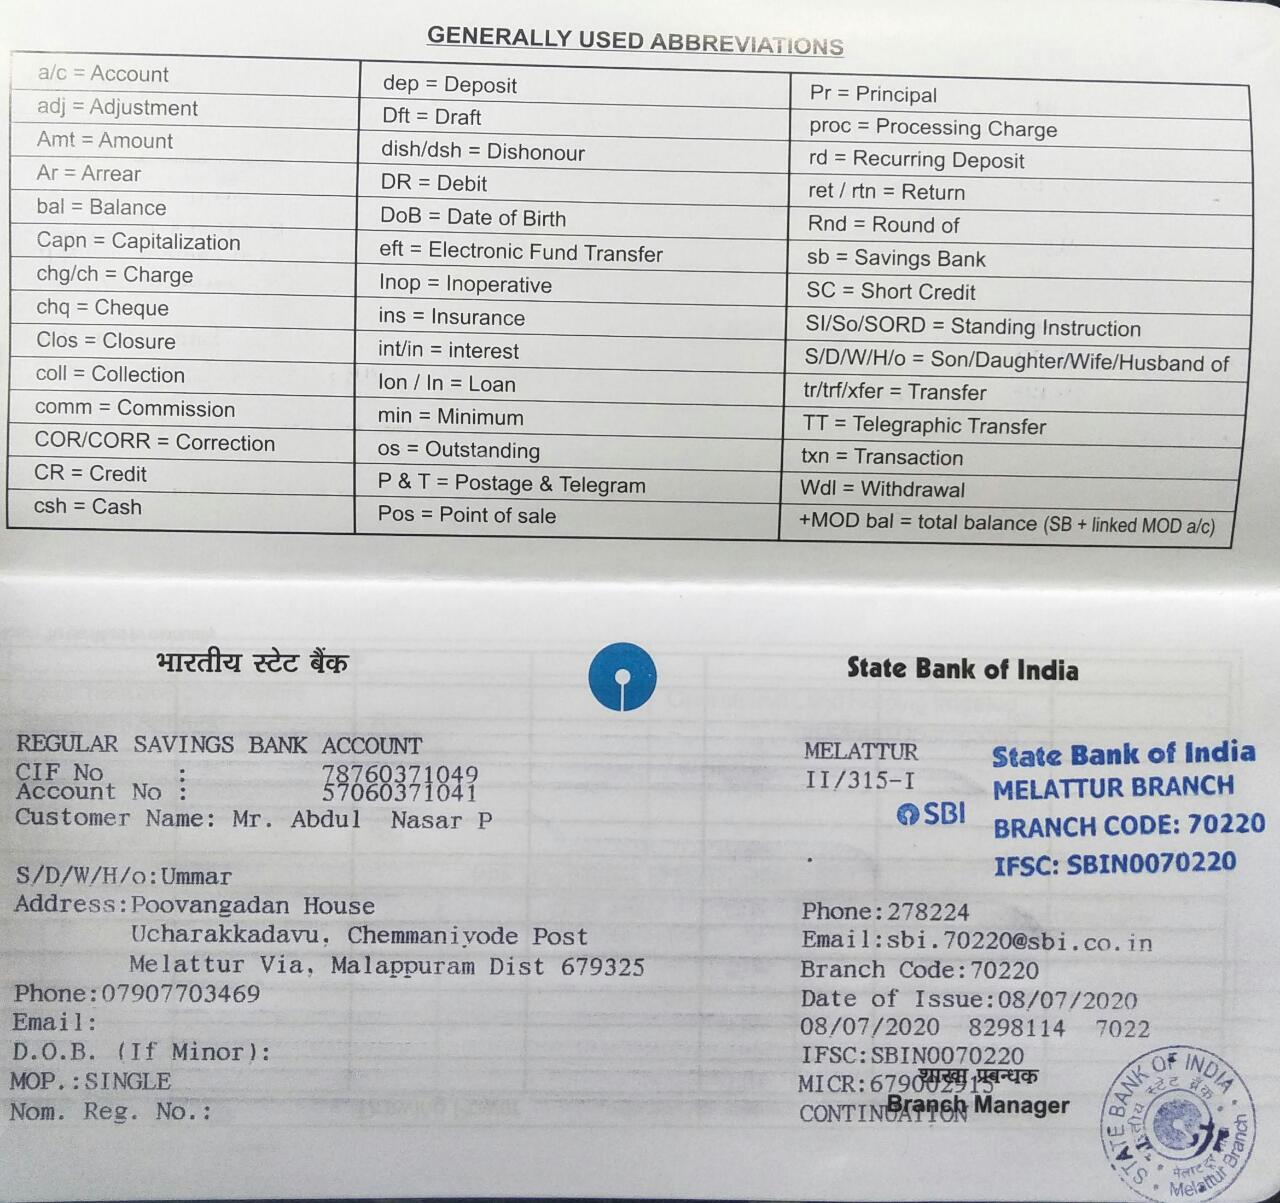 GENERALLY USED ABBREVIATIONS
a/c = Account
adj = Adjustment
Amt = Amount
Ar = Arrear
bal = Balance
Capn = Capitalization
chg/ch = Charge
chq = Cheque
Clos = Closure
coll = Collection
comm = Commission
COR/CORR = Correction
CR = Credit
csh = Cash
dep = Deposit
Dft = Draft
dish/dsh = Dishonour
DR = Debit
DoB = Date of Birth
eft = Electronic Fund Transfer
Inop = Inoperative
ins = Insurance
int/in = interest
lon / ln = Loan
min = Minimum
os = Outstanding
P & T = Postage & Telegram
Pos = Point of sale
Pr = Principal
proc = Processing Charge
rd = Recurring Deposit
ret / rtn = Return
Rnd = Round of
sb = Savings Bank
SC = Short Credit
SI/So/SORD = Standing Instruction
S/D/W/H/o = Son/Daughter/Wife/Husband of
tr/trf/xfer = Transfer
TT = Telegraphic Transfer
txn = Transaction
Wdl = Withdrawal
+MOD bal = total balance (SB + linked MOD a/c)
भारतीय स्टेट बैंक
State Bank of India
REGULAR SAVINGS BANK ACCOUNT
CIF No : 78760371049
Account No : 57060371041
Customer Name: Mr. Abdul Nasar P
S/D/W/H/o:Ummar
Address:Poovangadan House
Ucharakkadavu, Chemmaniyode Post
Melattur Via, Malappuram Dist 679325
Phone:07907703469
Email:
D.O.B. (If Minor):
MOP.:SINGLE
Nom. Reg. No.:
MELATTUR
II/315-I
SBI
State Bank of India
MELATTUR BRANCH
BRANCH CODE: 70220
IFSC: SBIN0070220
Phone:278224
Email:sbi.70220@sbi.co.in
Branch Code:70220
Date of Issue:08/07/2020
08/07/2020 8298114 7022
IFSC:SBIN0070220
MICR:679002915
शाखा प्रबन्धक
CONTINUATION
Branch Manager
STATE BANK OF INDIA
भारतीय स्टेट बैंक
Melattur Branch